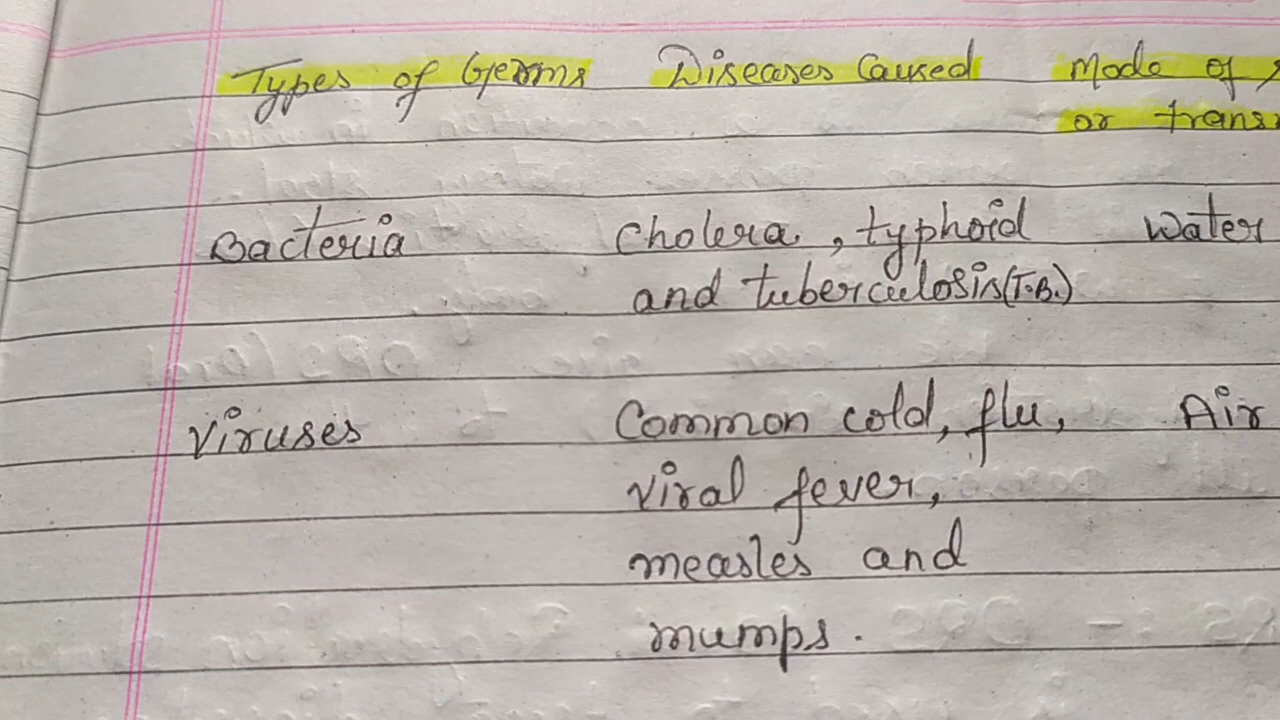 Types of Germs Diseases Caused Mode of
or
Bacteria Cholera, typhoid Water
and tuberculosis(T.B.)
Viruses Common cold, flu, Air
viral fever,
measles and
mumps.